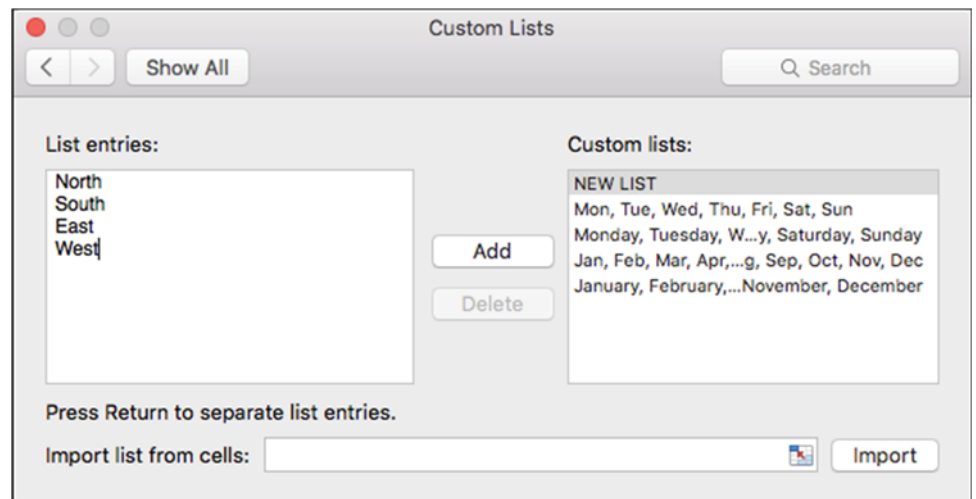 Custom Lists
Show All
Search
List entries:
North
South
East
West
Add
Delete
Custom lists:
NEW LIST
Mon, Tue, Wed, Thu, Fri, Sat, Sun
Monday, Tuesday, W...y, Saturday, Sunday
Jan, Feb, Mar, Apr,...g, Sep, Oct, Nov, Dec
January, February,...November, December
Press Return to separate list entries.
Import list from cells:
Import